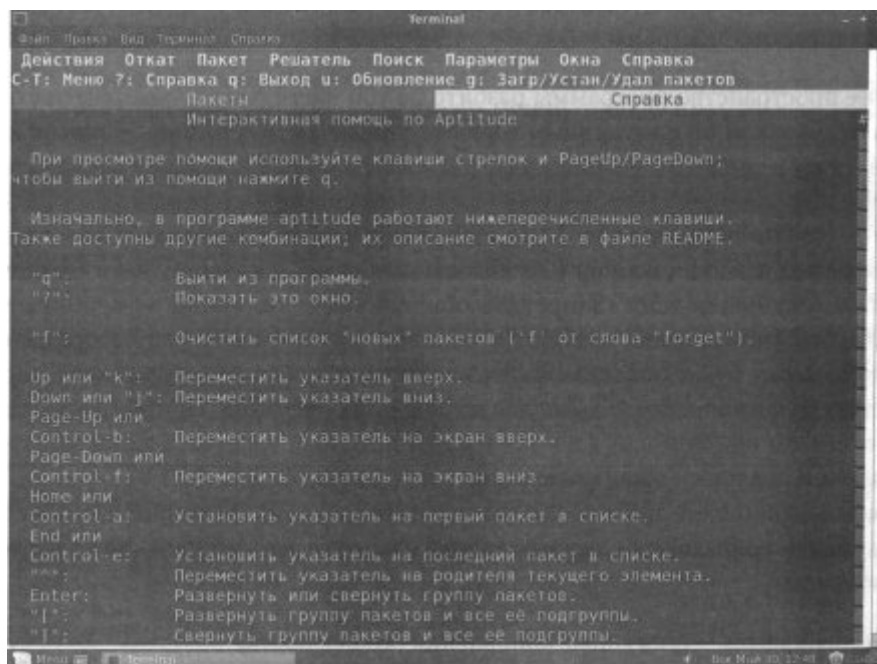 Terminal
Файл Правка Вид Терминал Справка
Действия Откат Пакет Решатель Поиск Параметры Окна Справка
C-T: Меню ?: Справка q: Выход u: Обновление g: Загр/Устан/Удал пакетов
Пакеты Справка
Интерактивная помощь по Aptitude
При просмотре помощи используйте клавиши стрелок и PageUp/PageDown;
чтобы выйти из помощи нажмите q.
Изначально, в программе aptitude работают нижеперечисленные клавиши.
Также доступны другие комбинации; их описание смотрите в файле README.
"q": Выйти из программы.
"?": Показать это окно.
"f": Очистить список "новых" пакетов ('f' от слова "forget").
Up или "k": Переместить указатель вверх.
Down или "j": Переместить указатель вниз.
Page-Up или
Control-b: Переместить указатель на экран вверх.
Page-Down или
Control-f: Переместить указатель на экран вниз.
Home или
Control-a: Установить указатель на первый пакет в списке.
End или
Control-e: Установить указатель на последний пакет в списке.
"^": Переместить указатель на родителя текущего элемента.
Enter: Развернуть или свернуть группу пакетов.
"[": Развернуть группу пакетов и все её подгруппы.
"]": Свернуть группу пакетов и все её подгруппы.
Menu Terminal